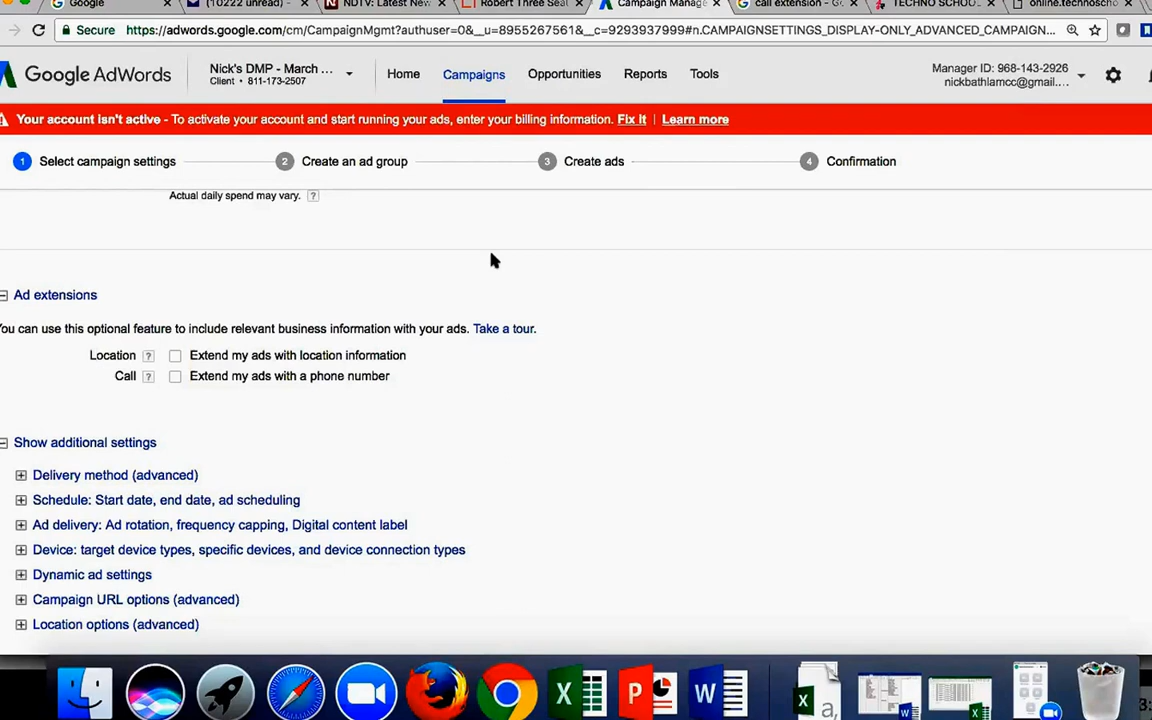 Google
(10222 unread) -
NDTV: Latest New
Robert Three Seal
Campaign Manage
call extension - G
TECHNO SCHOO
online.technoschoo
Secure https://adwords.google.com/cm/CampaignMgmt?authuser=0&__u=8955267561&__c=9293937999#n.CAMPAIGNSETTINGS_DISPLAY-ONLY_ADVANCED_CAMPAIGN...
Google AdWords
Nick's DMP - March ...
Client • 811-173-2507
Home Campaigns Opportunities Reports Tools
Manager ID: 968-143-2926
nickbathlamcc@gmail....
Your account isn't active - To activate your account and start running your ads, enter your billing information. Fix It | Learn more
1 Select campaign settings 2 Create an ad group 3 Create ads 4 Confirmation
Actual daily spend may vary. ?
Ad extensions
You can use this optional feature to include relevant business information with your ads. Take a tour.
Location ? Extend my ads with location information
Call ? Extend my ads with a phone number
Show additional settings
Delivery method (advanced)
Schedule: Start date, end date, ad scheduling
Ad delivery: Ad rotation, frequency capping, Digital content label
Device: target device types, specific devices, and device connection types
Dynamic ad settings
Campaign URL options (advanced)
Location options (advanced)